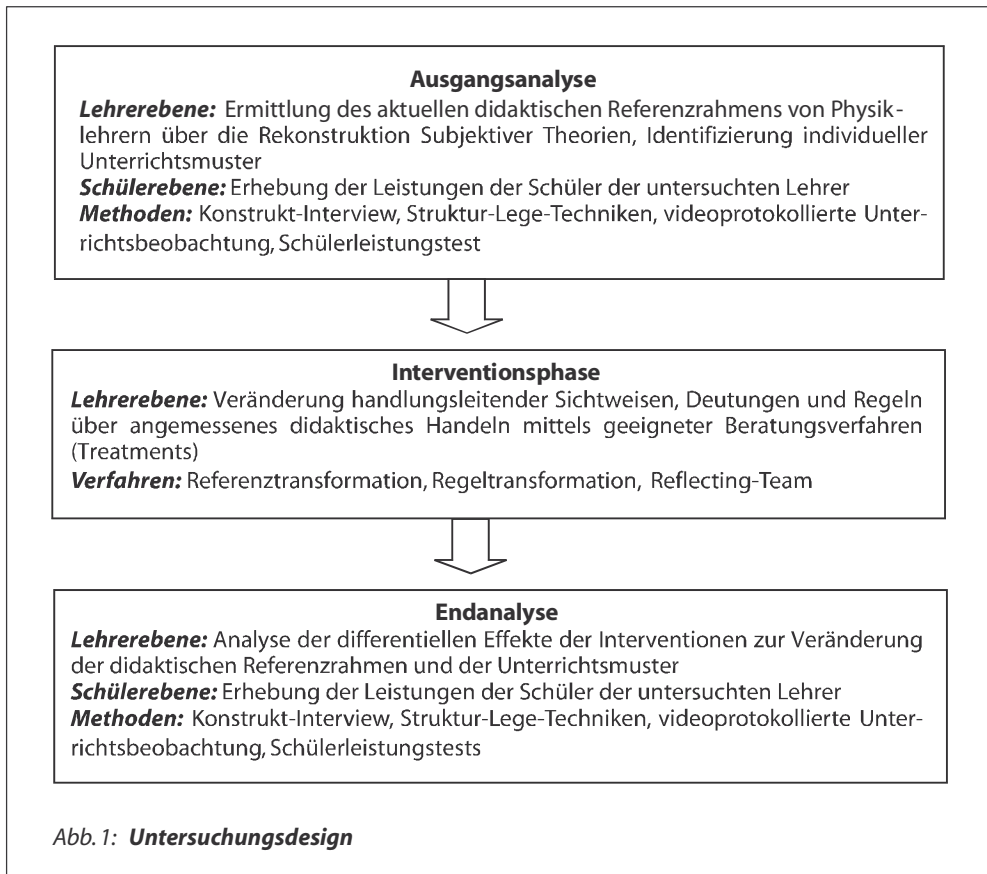 Ausgangsanalyse
Lehrerebene: Ermittlung des aktuellen didaktischen Referenzrahmens von Physik-
lehrern über die Rekonstruktion Subjektiver Theorien, Identifizierung individueller
Unterrichtsmuster
Schülerebene: Erhebung der Leistungen der Schüler der untersuchten Lehrer
Methoden: Konstrukt-Interview, Struktur-Lege-Techniken, videoprotokollierte Unter-
richtsbeobachtung, Schülerleistungstest
Interventionsphase
Lehrerebene: Veränderung handlungsleitender Sichtweisen, Deutungen und Regeln
über angemessenes didaktisches Handeln mittels geeigneter Beratungsverfahren
(Treatments)
Verfahren: Referenztransformation, Regeltransformation, Reflecting-Team
Endanalyse
Lehrerebene: Analyse der differentiellen Effekte der Interventionen zur Veränderung
der didaktischen Referenzrahmen und der Unterrichtsmuster
Schülerebene: Erhebung der Leistungen der Schüler der untersuchten Lehrer
Methoden: Konstrukt-Interview, Struktur-Lege-Techniken, videoprotokollierte Unter-
richtsbeobachtung, Schülerleistungstests
Abb. 1: Untersuchungsdesign